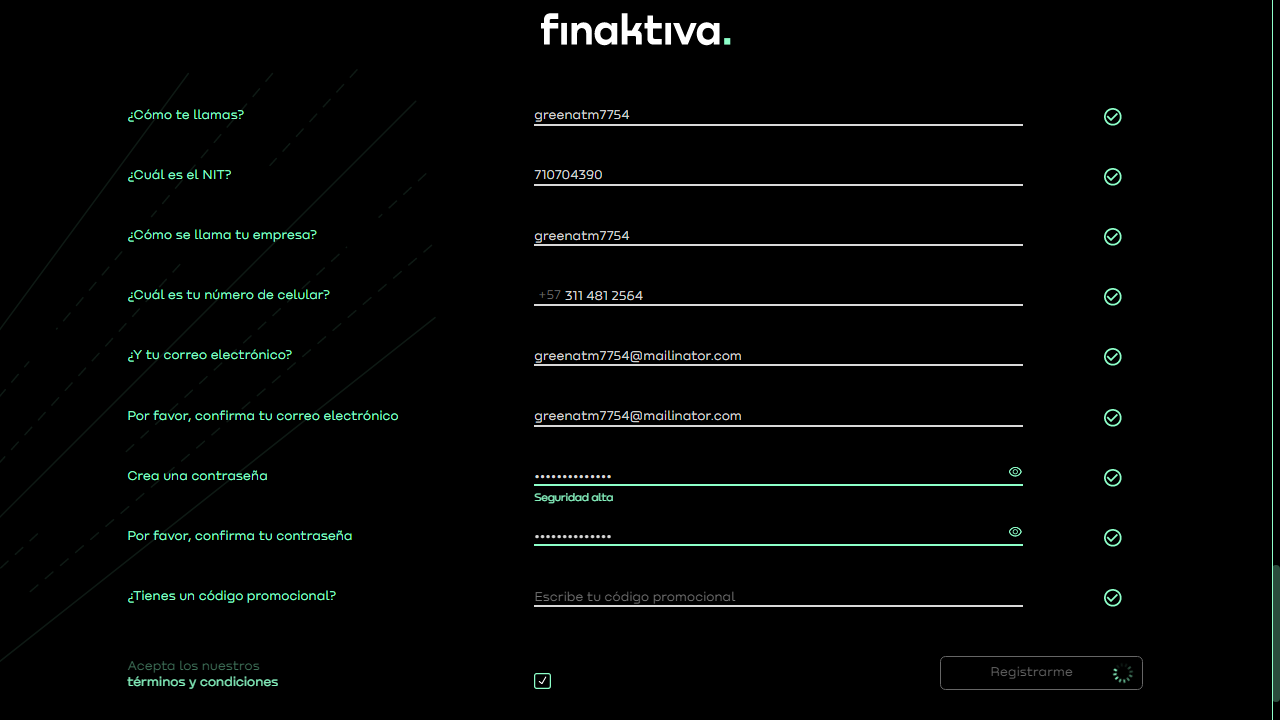 finaktiva.
¿Cómo te llamas?
greenatm7754
¿Cuál es el NIT?
710704390
¿Cómo se llama tu empresa?
greenatm7754
¿Cuál es tu número de celular?
+57 311 481 2564
¿Y tu correo electrónico?
greenatm7754@mailinator.com
Por favor, confirma tu correo electrónico
greenatm7754@mailinator.com
Crea una contraseña
••••••••••••••
Seguridad alta
Por favor, confirma tu contraseña
••••••••••••••
¿Tienes un código promocional?
Escribe tu código promocional
Acepta los nuestros
términos y condiciones
Registrarme